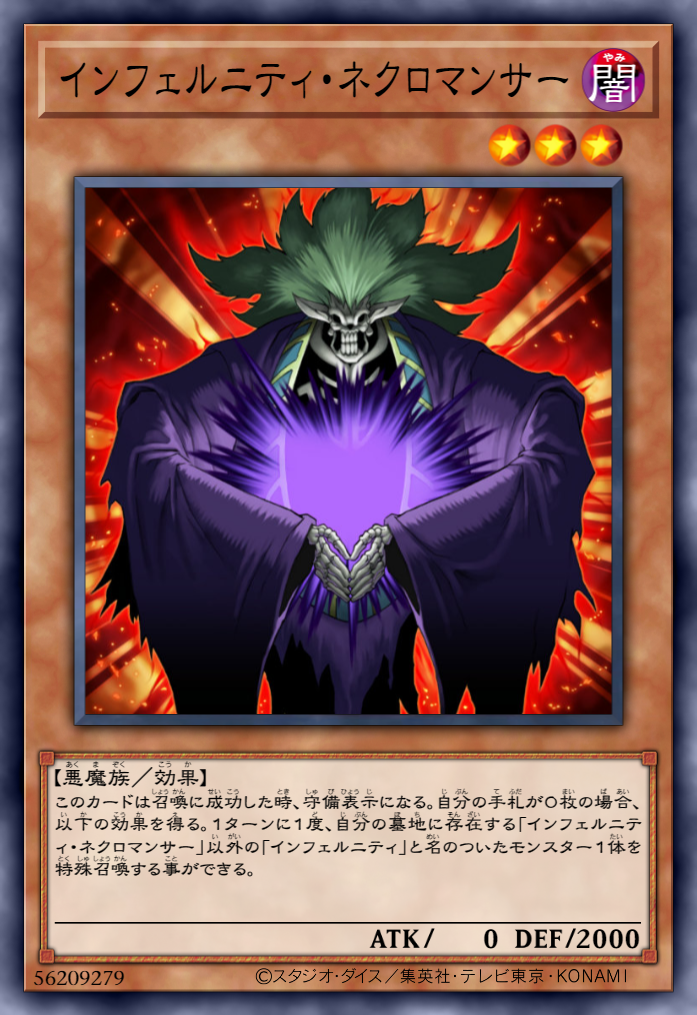 インフェルニティ・ネクロマンサー
やみ
闇
【悪魔族／効果】
このカードは召喚に成功した時、守備表示になる。自分の手札が０枚の場合、
以下の効果を得る。１ターンに１度、自分の墓地に存在する「インフェルニテ
ィ・ネクロマンサー」以外の「インフェルニティ」と名のついたモンスター１体を
特殊召喚する事ができる。
ATK/ 0 DEF/2000
56209279 ©スタジオ・ダイス／集英社・テレビ東京・KONAMI